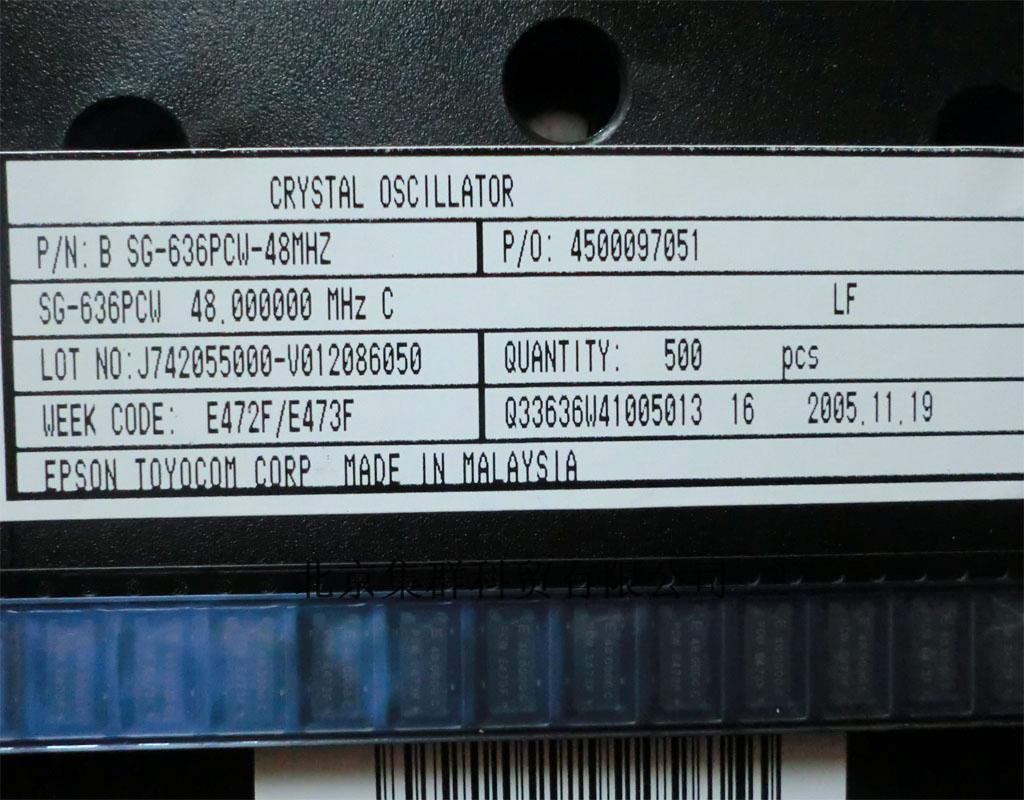 CRYSTAL OSCILLATOR
P/N: B SG-636PCW-48MHZ P/O: 4500097051
SG-636PCW 48.000000 MHz C LF
LOT NO:J742055000-V012086050 QUANTITY: 500 pcs
WEEK CODE: E472F/E473F Q33636W41005013 16 2005.11.19
EPSON TOYOCOM CORP MADE IN MALAYSIA
北京集群科贸有限公司